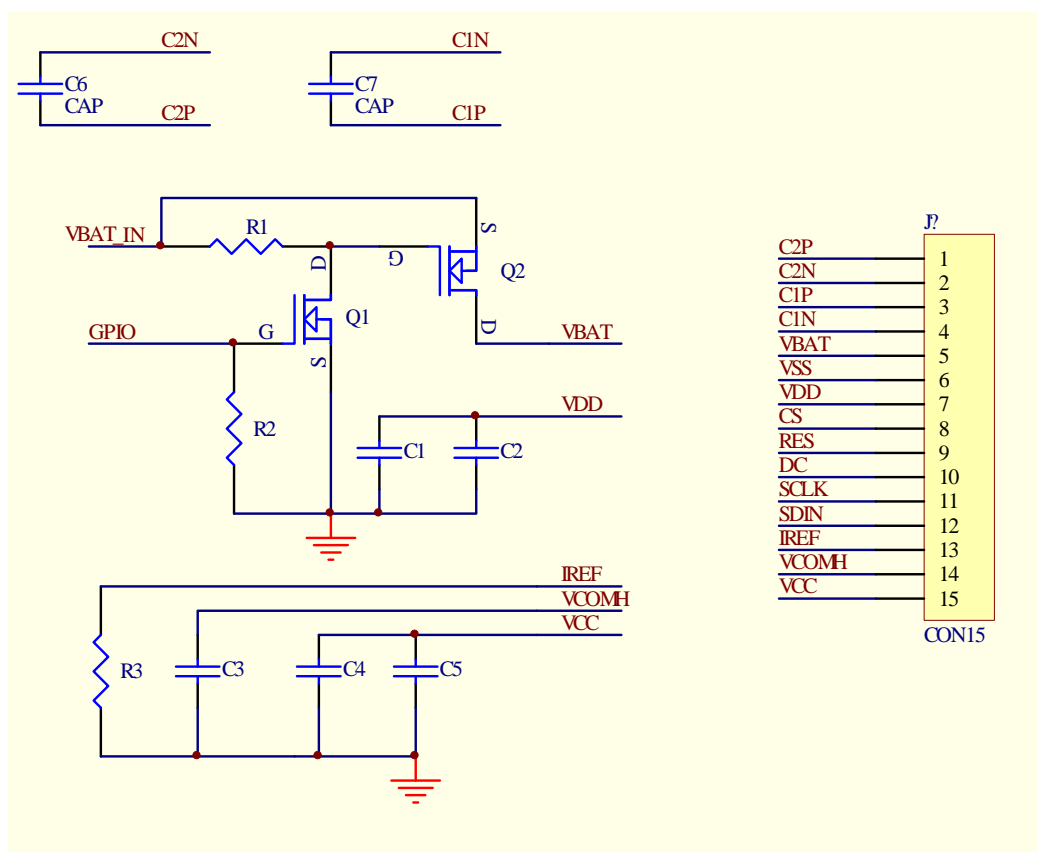 C2N
C6
CAP
C2P
C1N
C7
CAP
C1P
VBAT_IN
R1
D
G
S
Q2
D
VBAT
GPIO
G
Q1
S
R2
VDD
C1
C2
IREF
VCOMH
VCC
R3
C3
C4
C5
J?
C2P 1
C2N 2
C1P 3
C1N 4
VBAT 5
VSS 6
VDD 7
CS 8
RES 9
DC 10
SCLK 11
SDIN 12
IREF 13
VCOMH 14
VCC 15
CON15